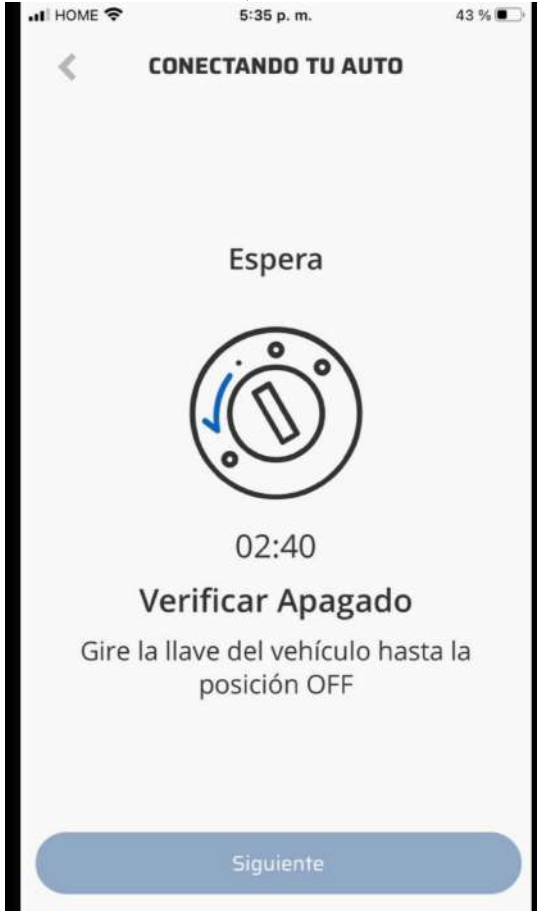 HOME 5:35 p. m. 43 %
CONECTANDO TU AUTO
Espera
02:40
Verificar Apagado
Gire la llave del vehículo hasta la
posición OFF
Siguiente